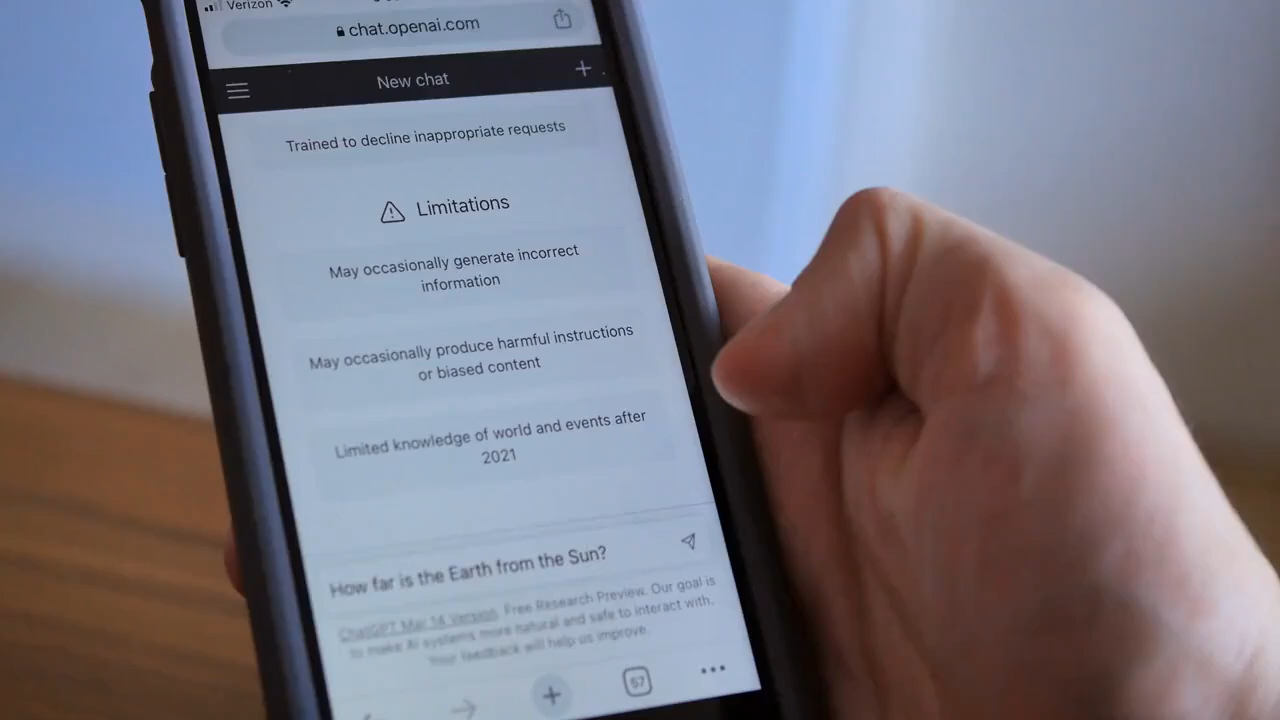 Verizon
chat.openai.com
New chat
Trained to decline inappropriate requests
Limitations
May occasionally generate incorrect
information
May occasionally produce harmful instructions
or biased content
Limited knowledge of world and events after
2021
How far is the Earth from the Sun?
ChatGPT Mar 14 Version. Free Research Preview. Our goal is
to make AI systems more natural and safe to interact with.
Your feedback will help us improve.
57